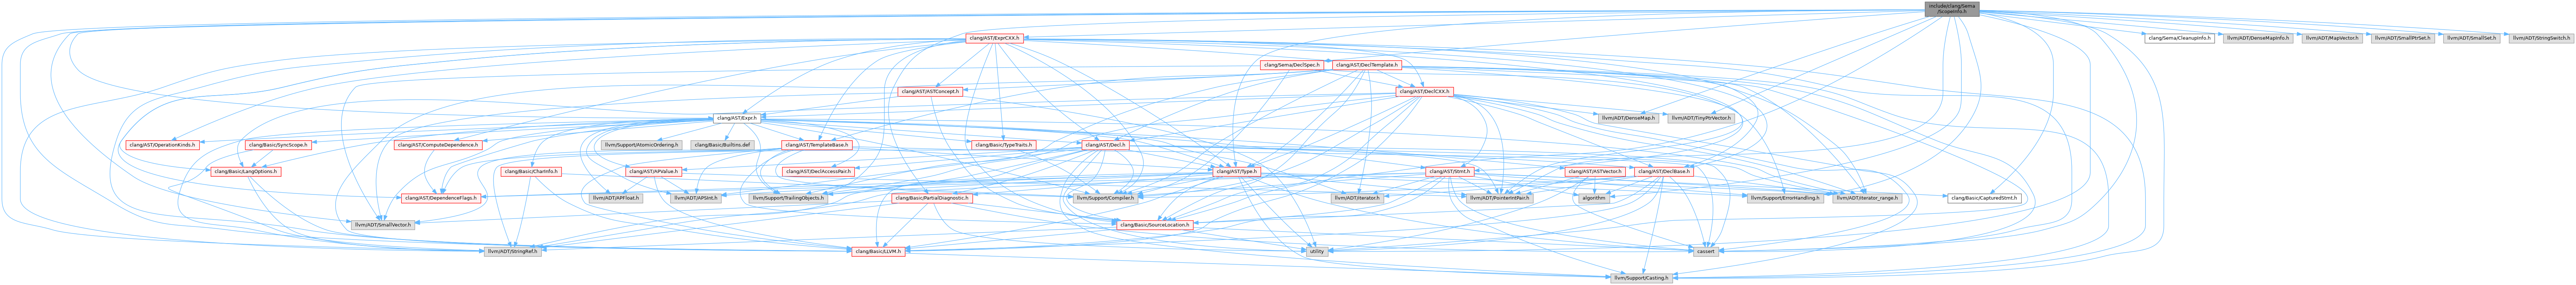 include/clang/Sema
/ScopeInfo.h
clang/AST/ExprCXX.h
clang/Sema/CleanupInfo.h
llvm/ADT/DenseMapInfo.h
llvm/ADT/MapVector.h
llvm/ADT/SmallPtrSet.h
llvm/ADT/SmallSet.h
llvm/ADT/StringSwitch.h
clang/Sema/DeclSpec.h
clang/AST/DeclTemplate.h
clang/AST/ASTConcept.h
clang/AST/DeclCXX.h
clang/AST/Expr.h
llvm/ADT/DenseMap.h
llvm/ADT/TinyPtrVector.h
clang/AST/OperationKinds.h
clang/Basic/SyncScope.h
clang/AST/ComputeDependence.h
llvm/Support/AtomicOrdering.h
clang/Basic/Builtins.def
clang/AST/TemplateBase.h
clang/Basic/TypeTraits.h
clang/AST/Decl.h
clang/Basic/LangOptions.h
clang/Basic/CharInfo.h
clang/AST/APValue.h
clang/AST/DeclAccessPair.h
clang/AST/Type.h
clang/AST/Stmt.h
clang/AST/ASTVector.h
clang/AST/DeclBase.h
clang/AST/DependenceFlags.h
llvm/ADT/APFloat.h
llvm/ADT/APSInt.h
llvm/Support/TrailingObjects.h
clang/Basic/PartialDiagnostic.h
llvm/Support/Compiler.h
llvm/ADT/iterator.h
llvm/ADT/PointerIntPair.h
algorithm
llvm/Support/ErrorHandling.h
llvm/ADT/iterator_range.h
clang/Basic/CapturedStmt.h
llvm/ADT/SmallVector.h
clang/Basic/SourceLocation.h
llvm/ADT/StringRef.h
clang/Basic/LLVM.h
utility
cassert
llvm/Support/Casting.h